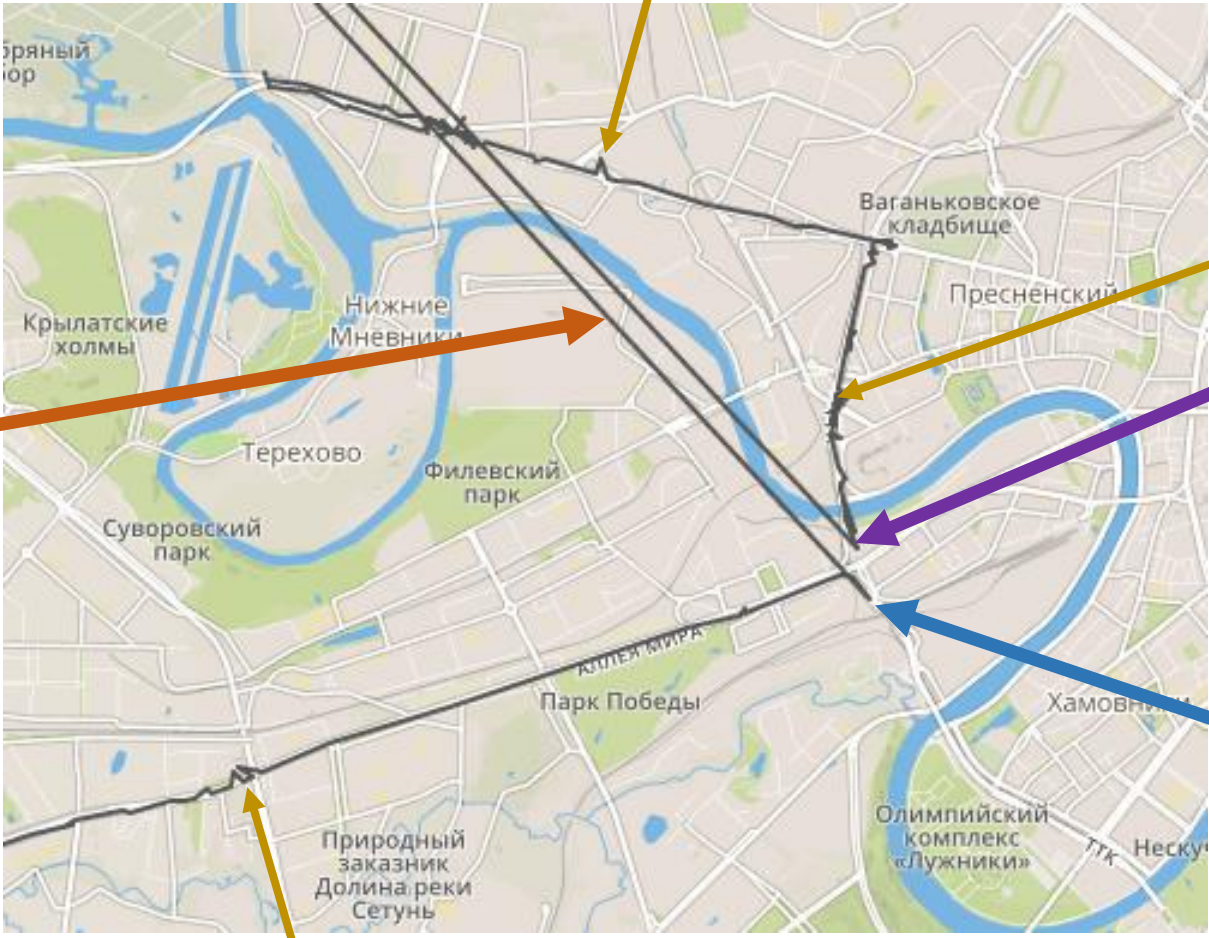 бряный
бор
Ваганьковское
кладбище
Пресненский
Нижние
Мневники
Крылатские
холмы
Терехово
Филевский
парк
Суворовский
парк
АЛЛЕЯ МИРА
Парк Победы
Хамовники
Олимпийский
комплекс
«Лужники»
ТТК
Неску
Природный
заказник
Долина реки
Сетунь